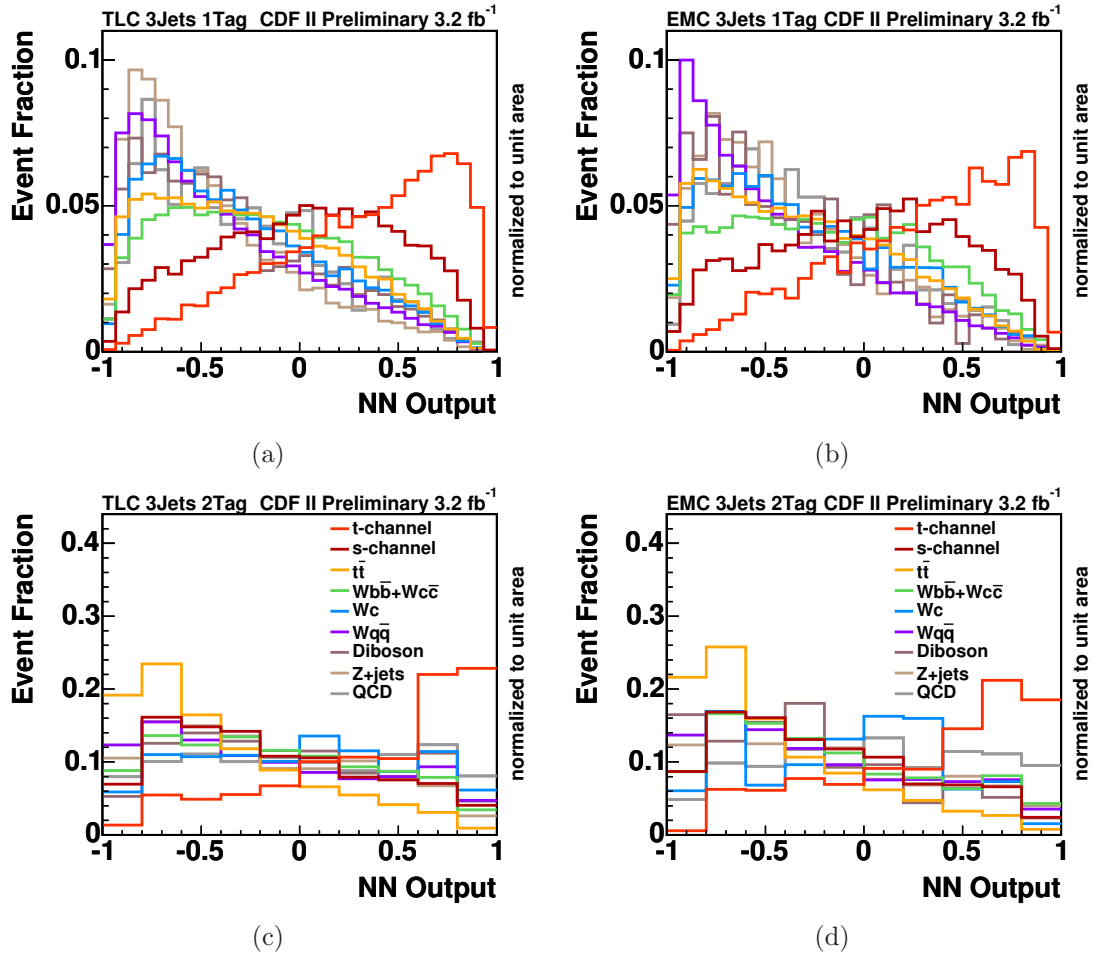 TLC 3Jets 1Tag CDF II Preliminary 3.2 fb⁻¹
Event Fraction
0.1
0.05
0
-1 -0.5 0 0.5 1
NN Output
normalized to unit area
(a)
EMC 3Jets 1Tag CDF II Preliminary 3.2 fb⁻¹
Event Fraction
0.1
0.05
0
-1 -0.5 0 0.5 1
NN Output
normalized to unit area
(b)
TLC 3Jets 2Tag CDF II Preliminary 3.2 fb⁻¹
Event Fraction
0.4
0.3
0.2
0.1
0
t-channel
s-channel
tt̄
Wbb̄+Wcc̄
Wc
Wqq̄
Diboson
Z+jets
QCD
-1 -0.5 0 0.5 1
NN Output
normalized to unit area
(c)
EMC 3Jets 2Tag CDF II Preliminary 3.2 fb⁻¹
Event Fraction
0.4
0.3
0.2
0.1
0
t-channel
s-channel
tt̄
Wbb̄+Wcc̄
Wc
Wqq̄
Diboson
Z+jets
QCD
-1 -0.5 0 0.5 1
NN Output
normalized to unit area
(d)